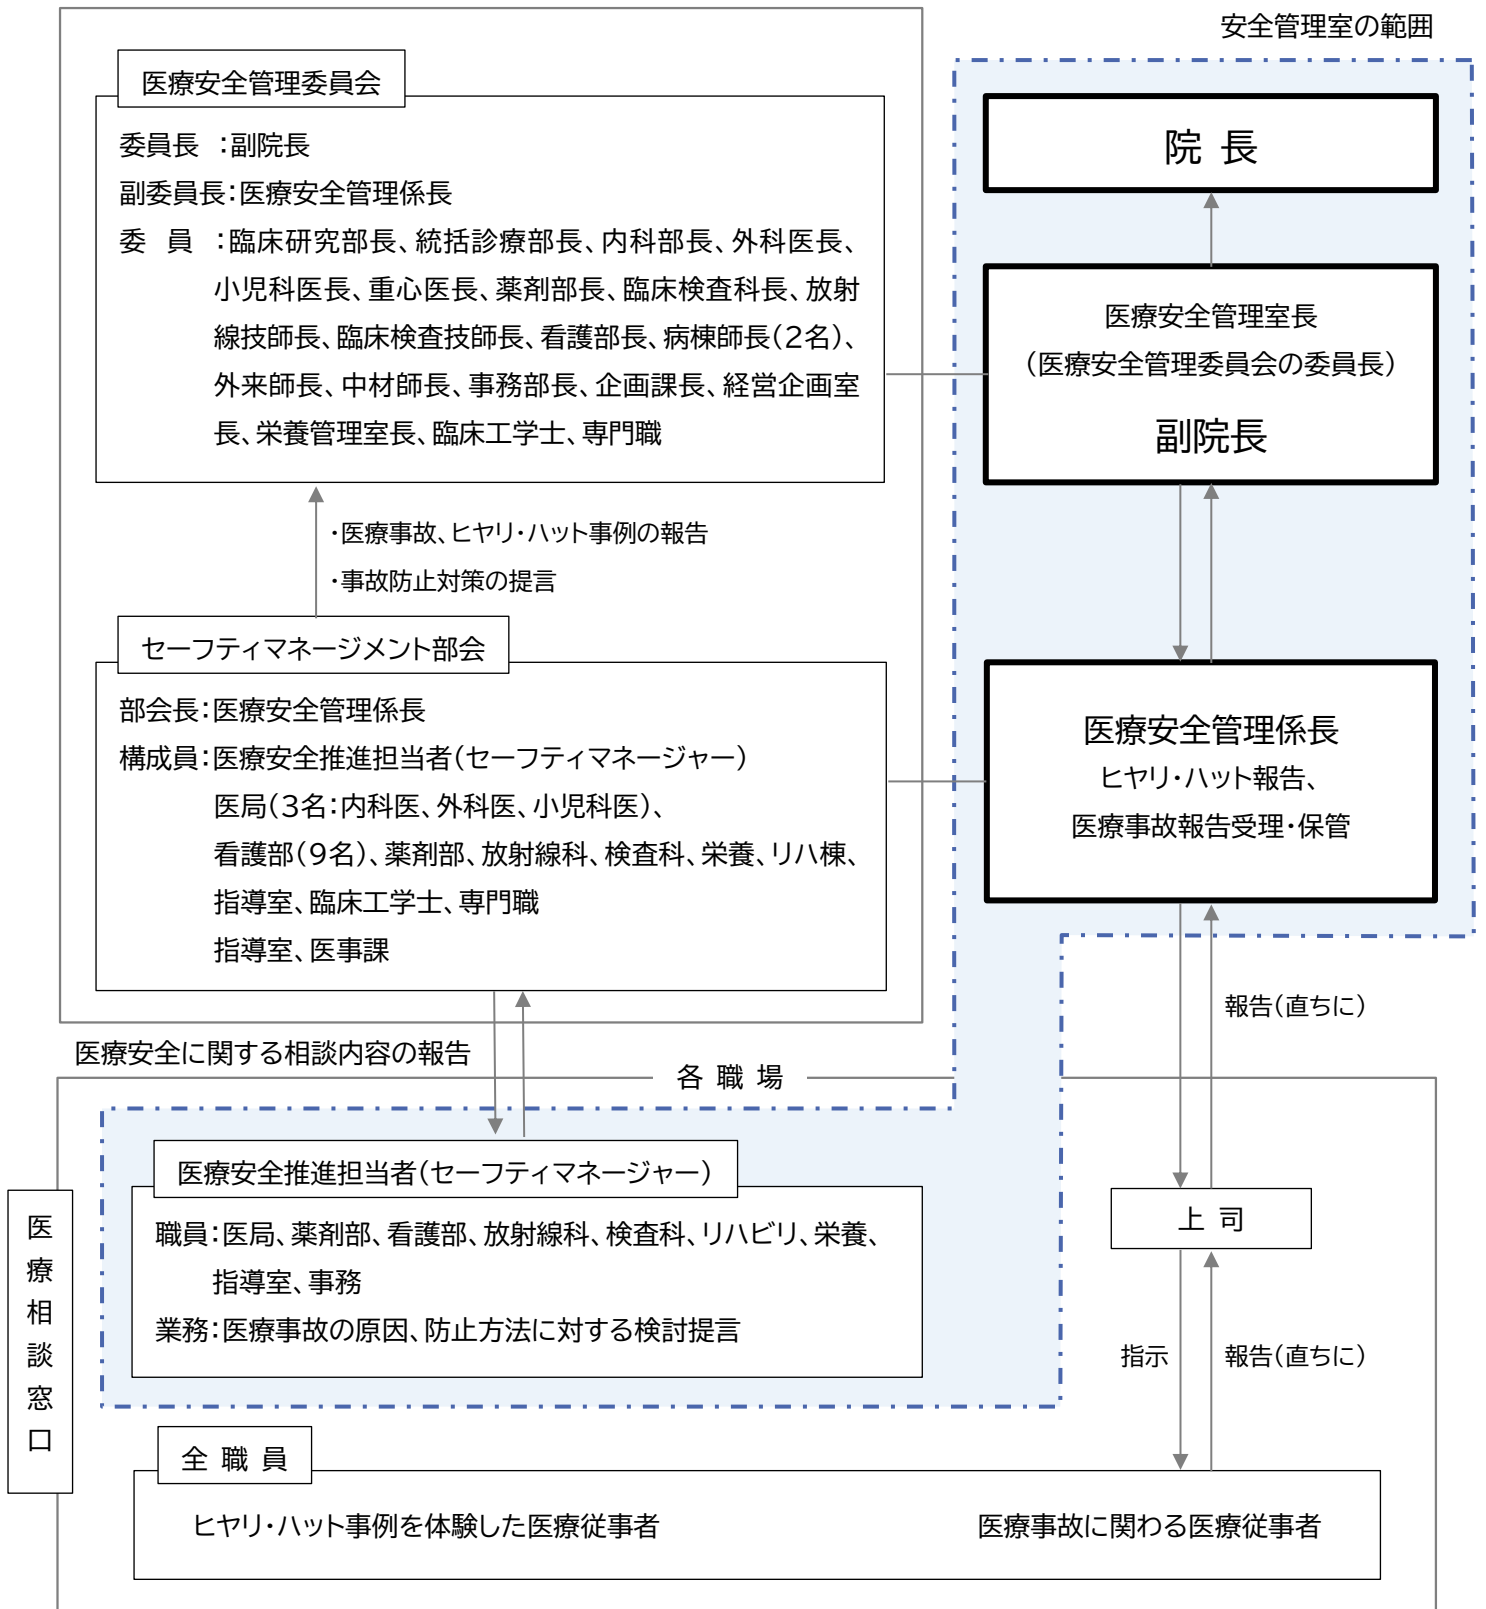 安全管理室の範囲
医療安全管理委員会
委員長　：副院長
副委員長：医療安全管理係長
委　員　：臨床研究部長、統括診療部長、内科部長、外科医長、
小児科医長、重心医長、薬剤部長、臨床検査科長、放射
線技師長、臨床検査技師長、看護部長、病棟師長（2名）、
外来師長、中材師長、事務部長、企画課長、経営企画室
長、栄養管理室長、臨床工学士、専門職
院 長
医療安全管理室長
（医療安全管理委員会の委員長）
副院長
・医療事故、ヒヤリ・ハット事例の報告
・事故防止対策の提言
セーフティマネージメント部会
部会長：医療安全管理係長
構成員：医療安全推進担当者（セーフティマネージャー）
医局（3名：内科医、外科医、小児科医）、
看護部（9名）、薬剤部、放射線科、検査科、栄養、リハ棟、
指導室、臨床工学士、専門職
指導室、医事課
医療安全管理係長
ヒヤリ・ハット報告、
医療事故報告受理・保管
報告（直ちに）
医療安全に関する相談内容の報告
各 職 場
医療安全推進担当者（セーフティマネージャー）
職員：医局、薬剤部、看護部、放射線科、検査科、リハビリ、栄養、
指導室、事務
業務：医療事故の原因、防止方法に対する検討提言
上 司
医療相談窓口
指示
報告（直ちに）
全 職 員
ヒヤリ・ハット事例を体験した医療従事者
医療事故に関わる医療従事者